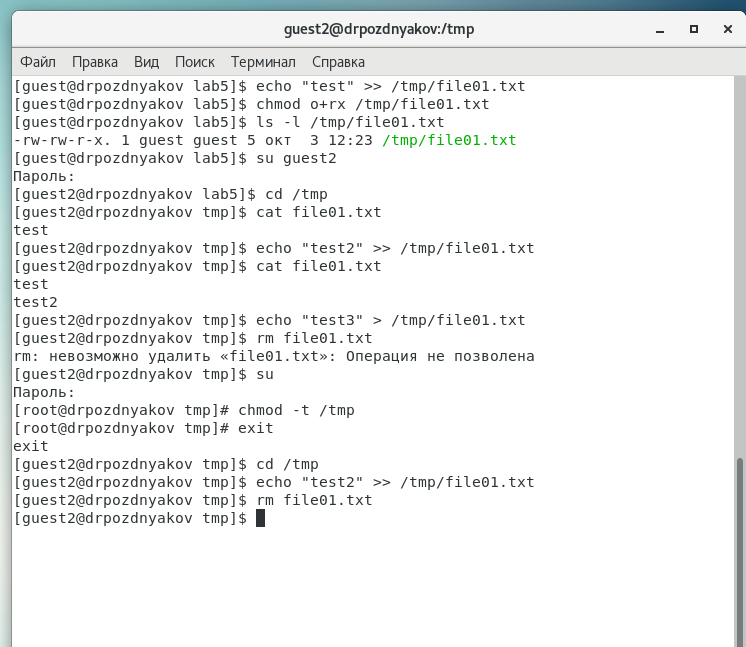 guest2@drpozdnyakov:/tmp
Файл Правка Вид Поиск Терминал Справка
[guest@drpozdnyakov lab5]$ echo "test" >> /tmp/file01.txt
[guest@drpozdnyakov lab5]$ chmod o+rx /tmp/file01.txt
[guest@drpozdnyakov lab5]$ ls -l /tmp/file01.txt
-rw-rw-r-x. 1 guest guest 5 окт  3 12:23 /tmp/file01.txt
[guest@drpozdnyakov lab5]$ su guest2
Пароль:
[guest2@drpozdnyakov lab5]$ cd /tmp
[guest2@drpozdnyakov tmp]$ cat file01.txt
test
[guest2@drpozdnyakov tmp]$ echo "test2" >> /tmp/file01.txt
[guest2@drpozdnyakov tmp]$ cat file01.txt
test
test2
[guest2@drpozdnyakov tmp]$ echo "test3" > /tmp/file01.txt
[guest2@drpozdnyakov tmp]$ rm file01.txt
rm: невозможно удалить «file01.txt»: Операция не позволена
[guest2@drpozdnyakov tmp]$ su
Пароль:
[root@drpozdnyakov tmp]# chmod -t /tmp
[root@drpozdnyakov tmp]# exit
exit
[guest2@drpozdnyakov tmp]$ cd /tmp
[guest2@drpozdnyakov tmp]$ echo "test2" >> /tmp/file01.txt
[guest2@drpozdnyakov tmp]$ rm file01.txt
[guest2@drpozdnyakov tmp]$